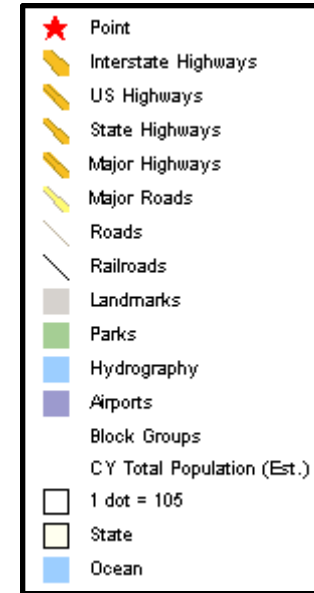 Point
Interstate Highways
US Highways
State Highways
Major Highways
Major Roads
Roads
Railroads
Landmarks
Parks
Hydrography
Airports
Block Groups
CY Total Population (Est.)
1 dot = 105
State
Ocean